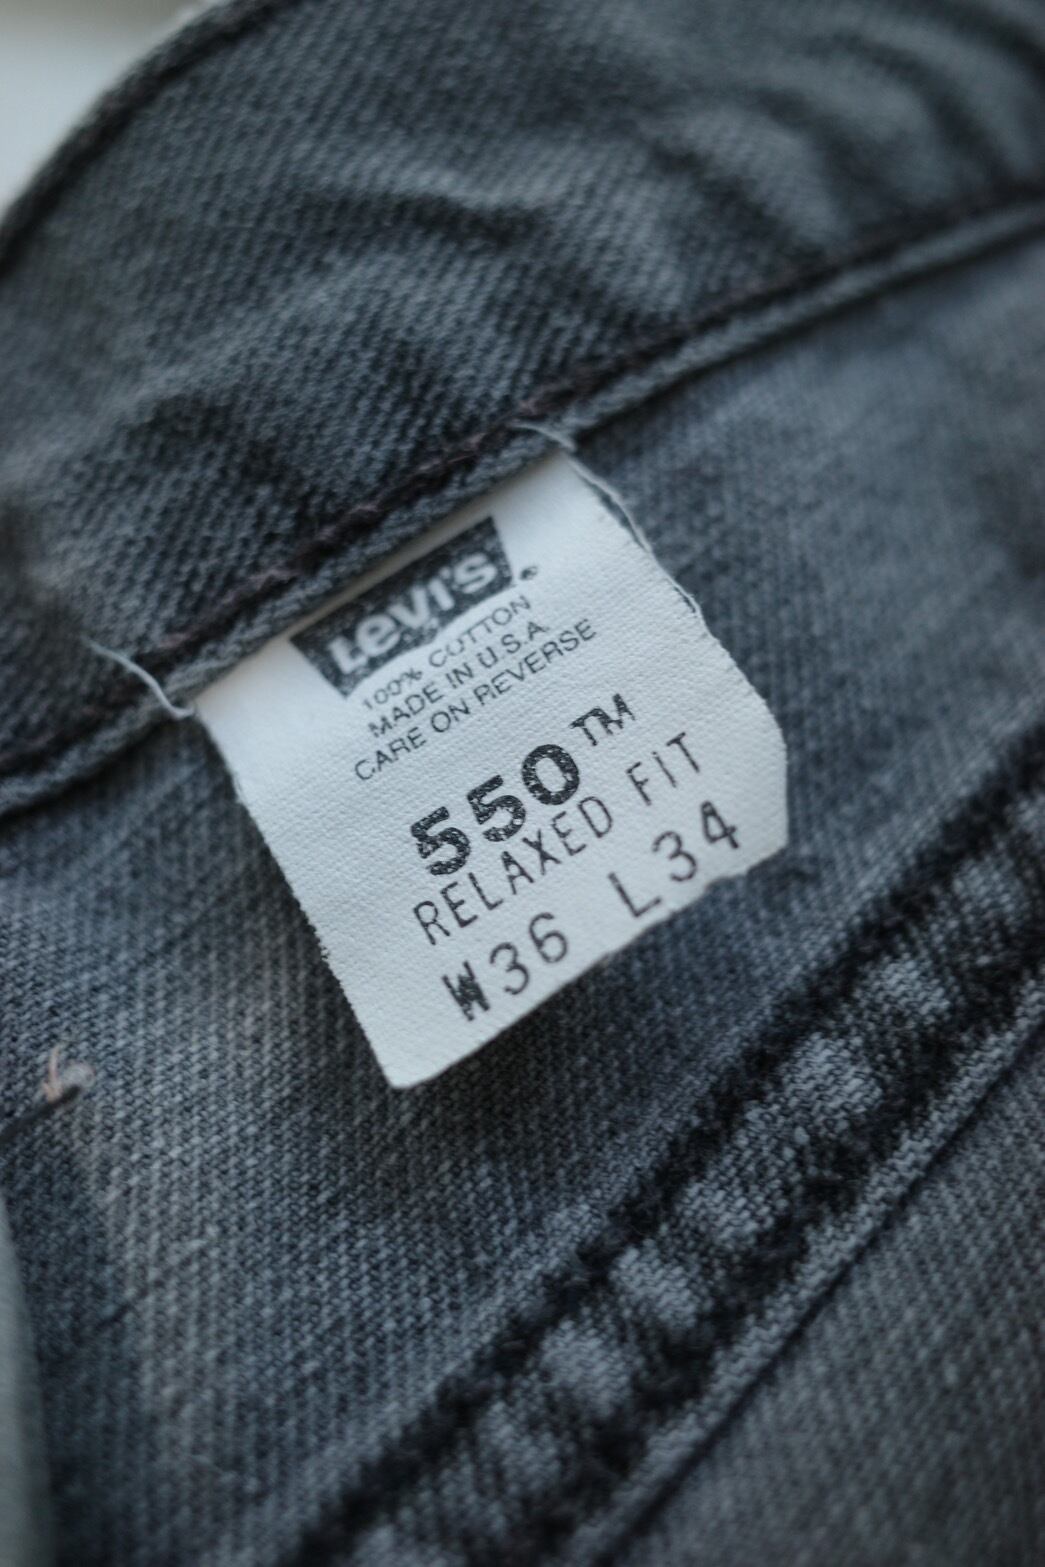 Levi's
100% COTTON
MADE IN U.S.A
CARE ON REVERSE
550™
RELAXED FIT
W36 L34